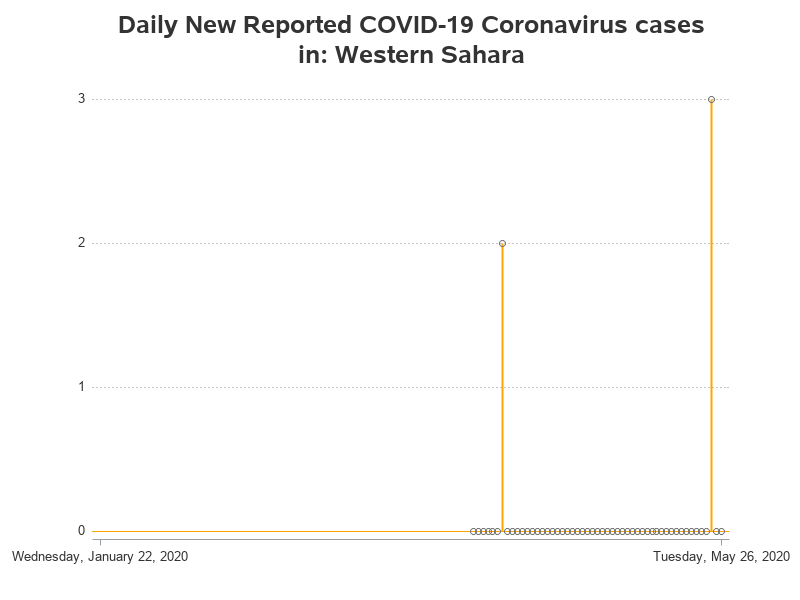 Daily New Reported COVID-19 Coronavirus cases
in: Western Sahara
3
2
1
0
Wednesday, January 22, 2020
Tuesday, May 26, 2020